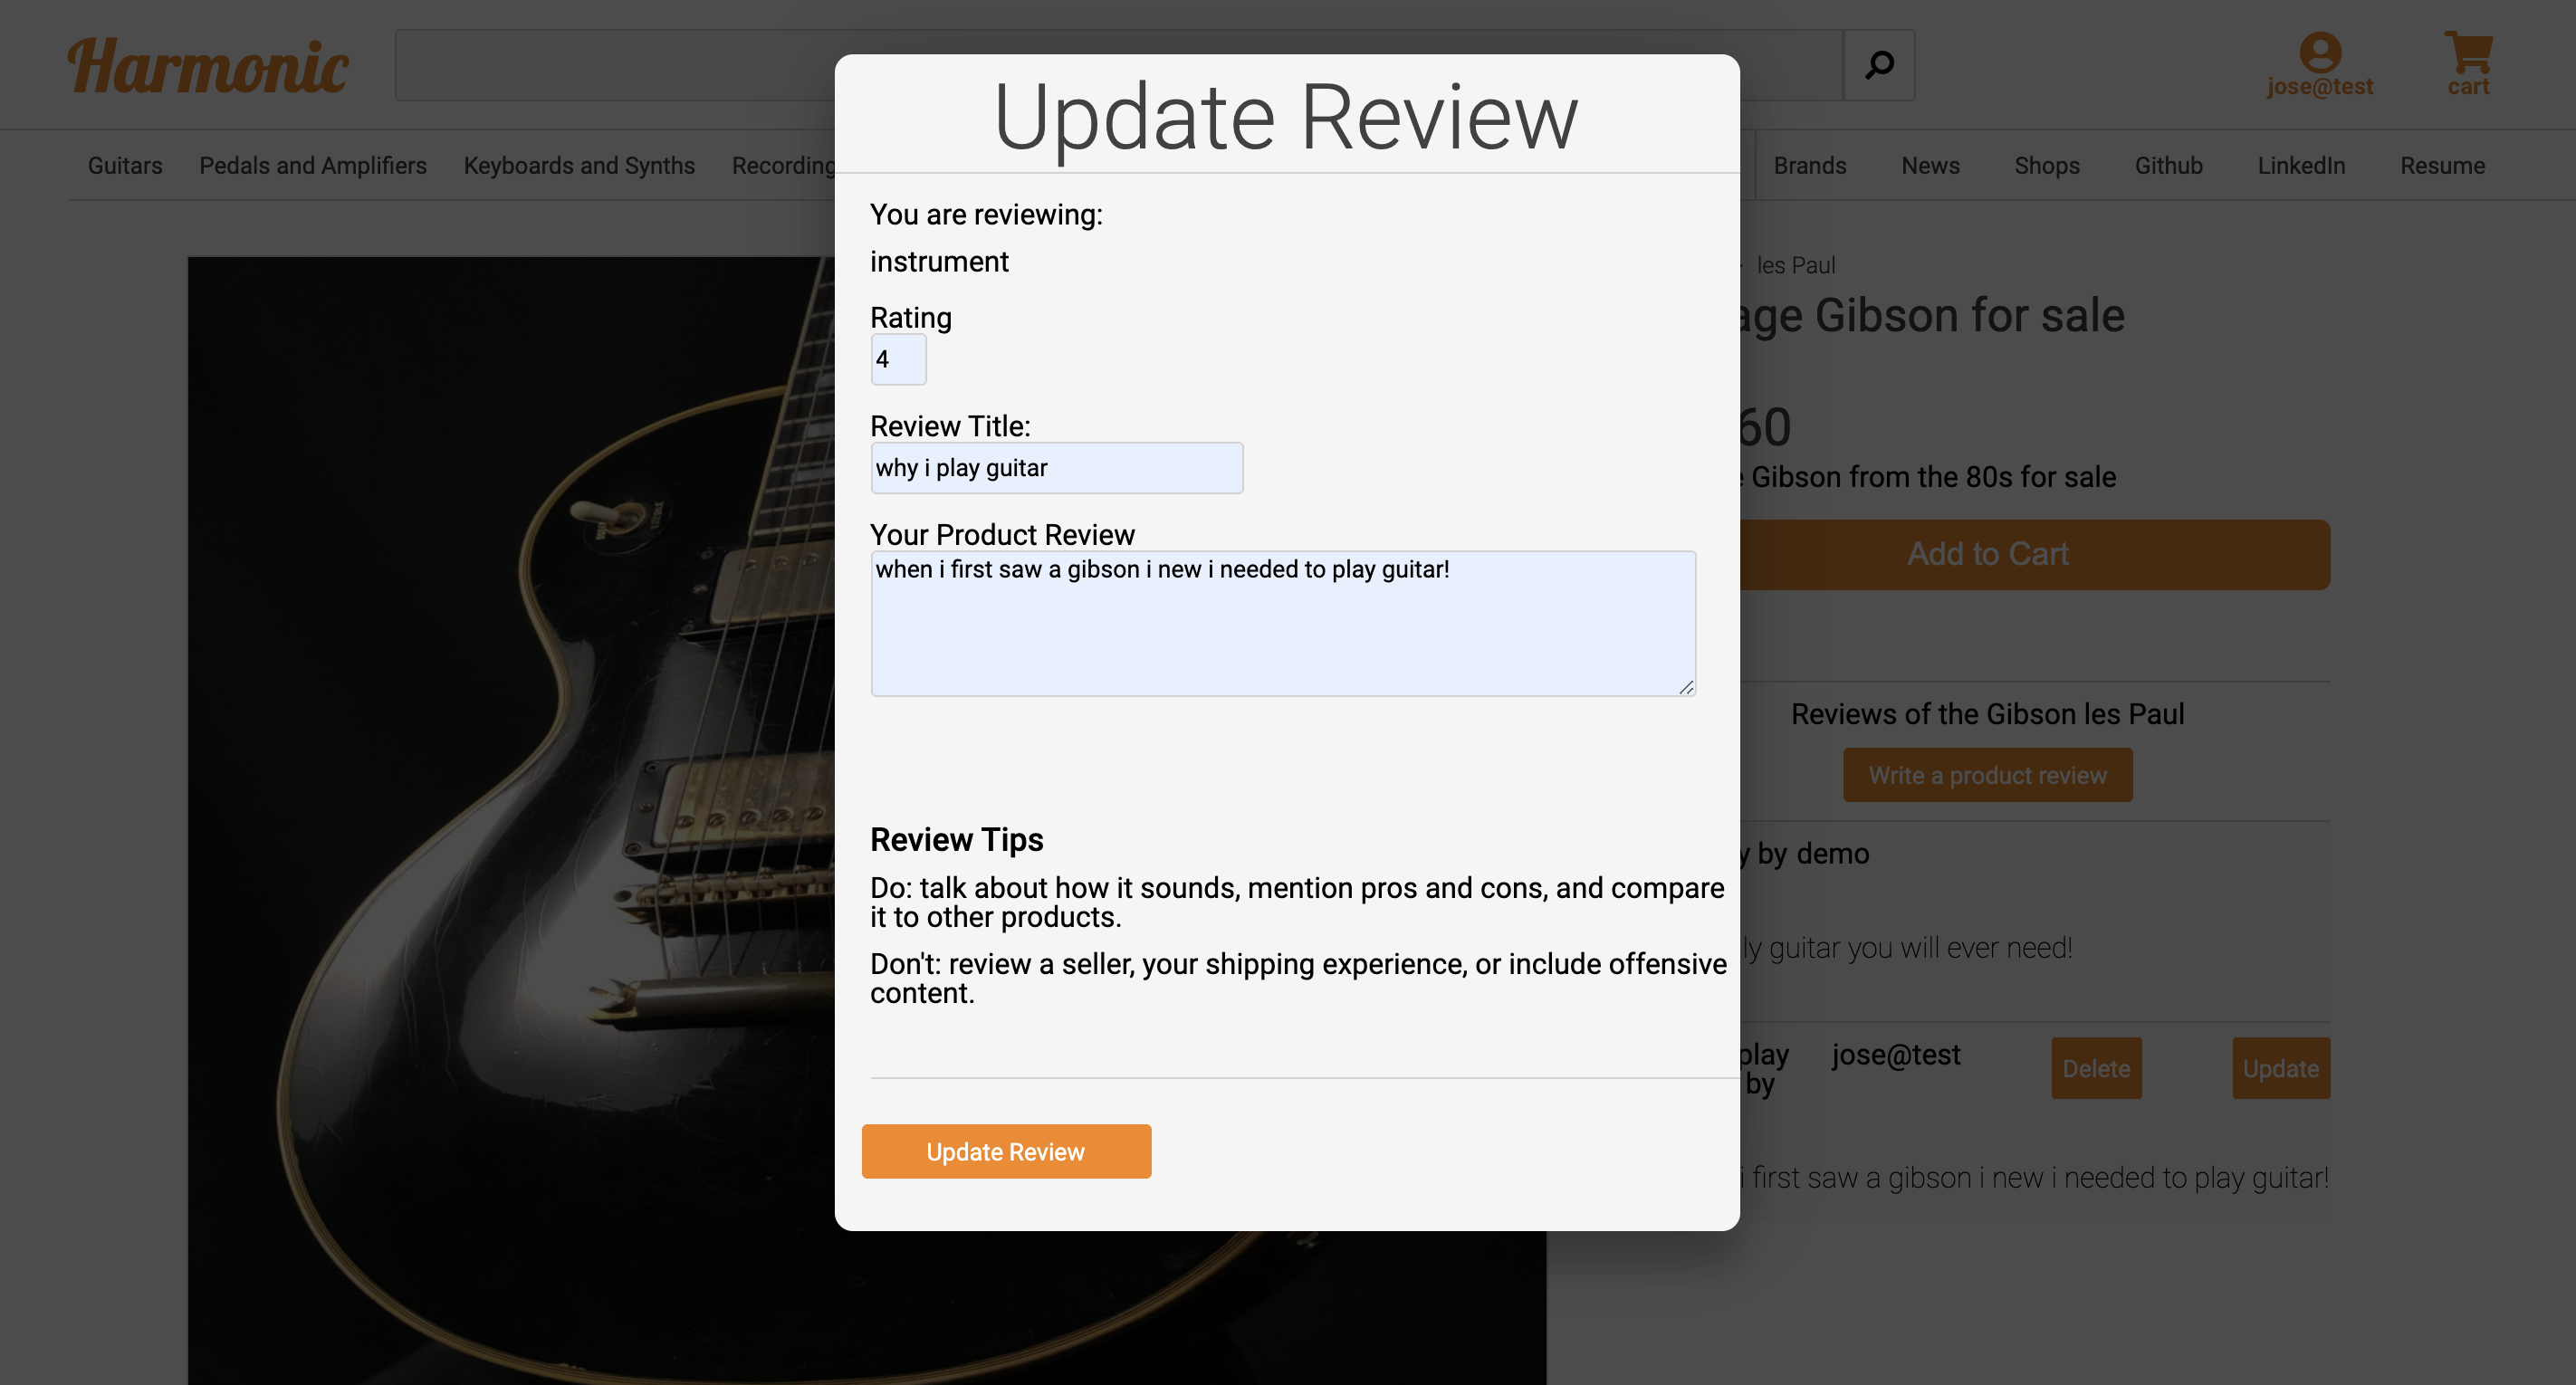 Harmonic
jose@test
cart
Guitars Pedals and Amplifiers Keyboards and Synths Recording Brands News Shops Github LinkedIn Resume
Update Review
You are reviewing:
instrument
Rating
4
Review Title:
why i play guitar
Your Product Review
when i first saw a gibson i new i needed to play guitar!
Review Tips
Do: talk about how it sounds, mention pros and cons, and compare
it to other products.
Don't: review a seller, your shipping experience, or include offensive
content.
Update Review
les Paul
Gibson for sale
60
Gibson from the 80s for sale
Add to Cart
Reviews of the Gibson les Paul
Write a product review
by demo
guitar you will ever need!
play jose@test
by
Delete
Update
i first saw a gibson i new i needed to play guitar!